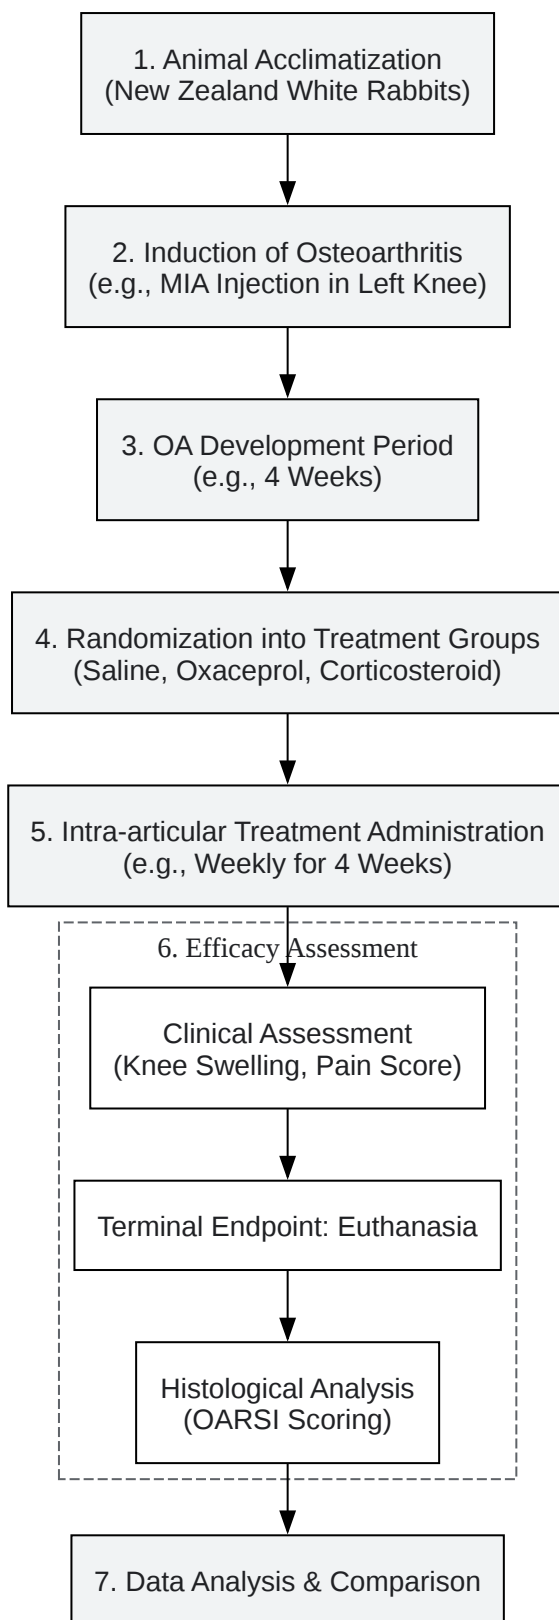 1. Animal Acclimatization
(New Zealand White Rabbits)
2. Induction of Osteoarthritis
(e.g., MIA Injection in Left Knee)
3. OA Development Period
(e.g., 4 Weeks)
4. Randomization into Treatment Groups
(Saline, Oxaceprol, Corticosteroid)
5. Intra-articular Treatment Administration
(e.g., Weekly for 4 Weeks)
6. Efficacy Assessment
Clinical Assessment
(Knee Swelling, Pain Score)
Terminal Endpoint: Euthanasia
Histological Analysis
(OARSI Scoring)
7. Data Analysis & Comparison